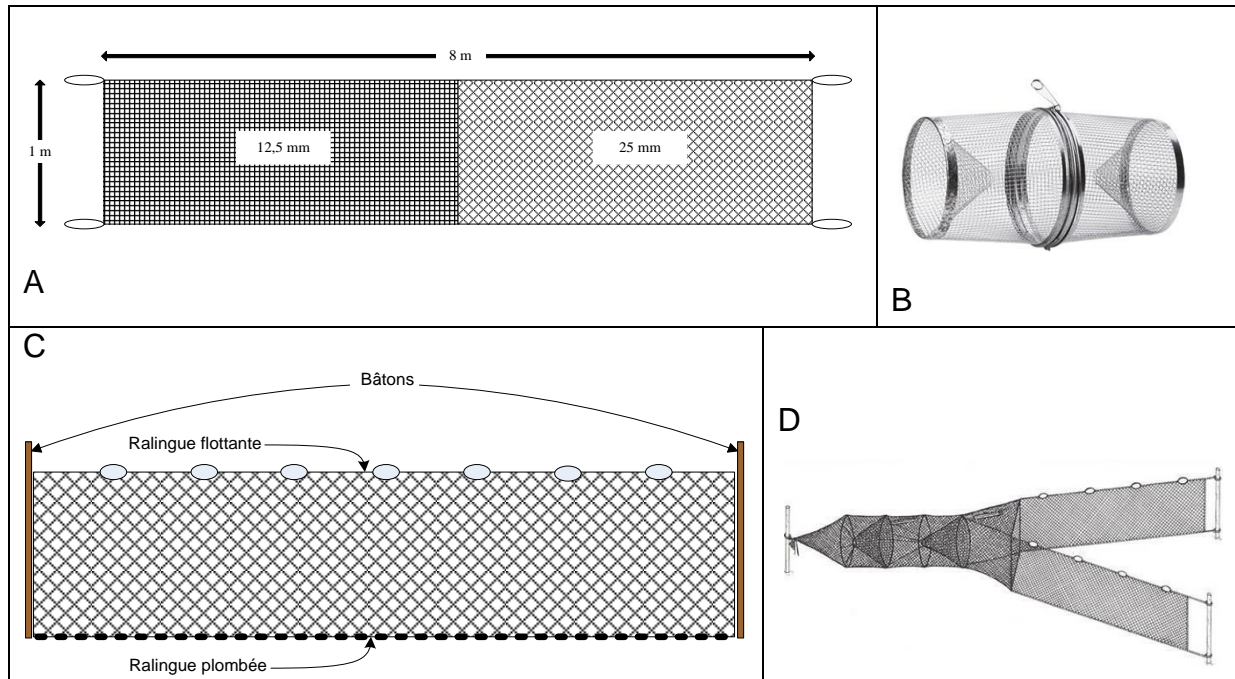 8 m
1 m
12,5 mm
25 mm
A
B
C
Bâtons
Ralingue flottante
Ralingue plombée
D